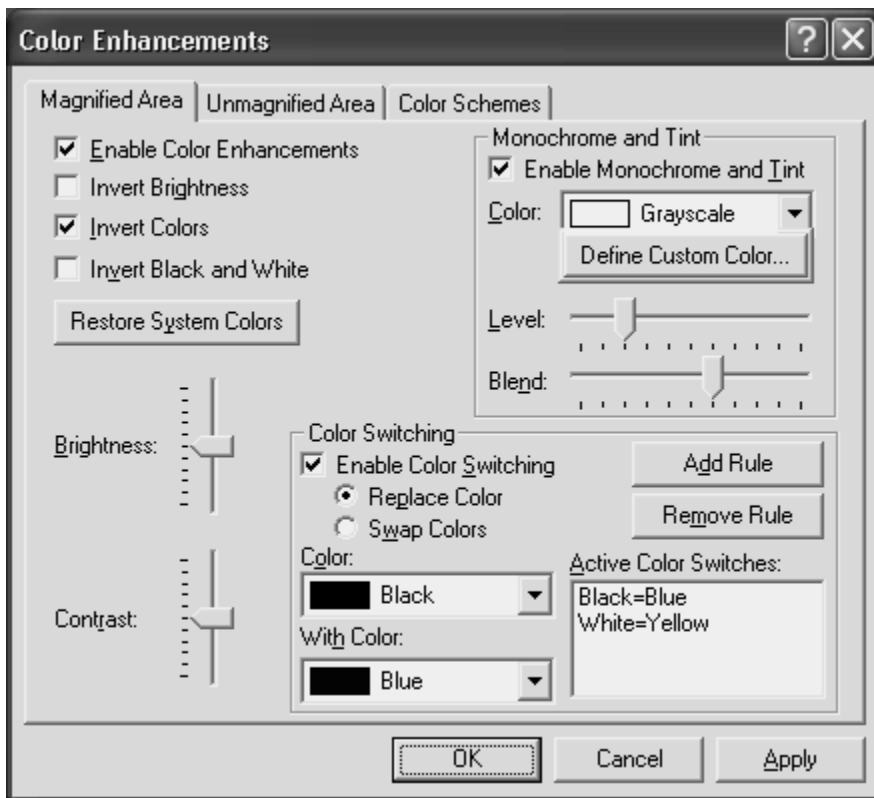 Color Enhancements
Magnified Area
Unmagnified Area
Color Schemes
Enable Color Enhancements
Invert Brightness
Invert Colors
Invert Black and White
Restore System Colors
Monochrome and Tint
Enable Monochrome and Tint
Color:
Grayscale
Define Custom Color...
Level:
Blend:
Brightness:
Contrast:
Color Switching
Enable Color Switching
Replace Color
Swap Colors
Color:
Black
With Color:
Blue
Add Rule
Remove Rule
Active Color Switches:
Black=Blue
White=Yellow
OK
Cancel
Apply